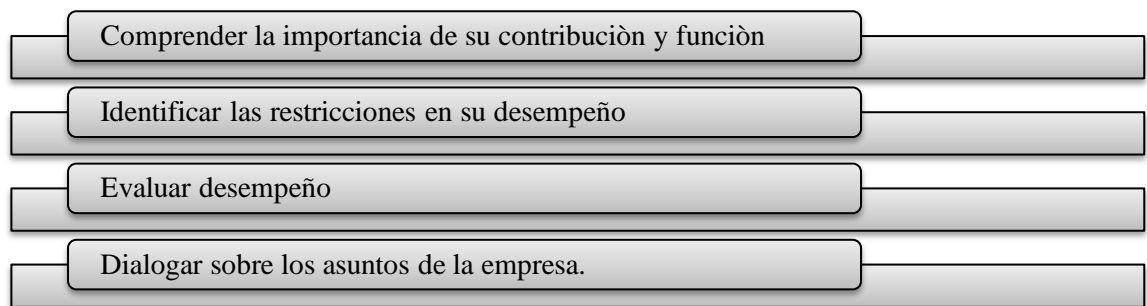 Comprender la importancia de su contribuciòn y funciòn
Identificar las restricciones en su desempeño
Evaluar desempeño
Dialogar sobre los asuntos de la empresa.